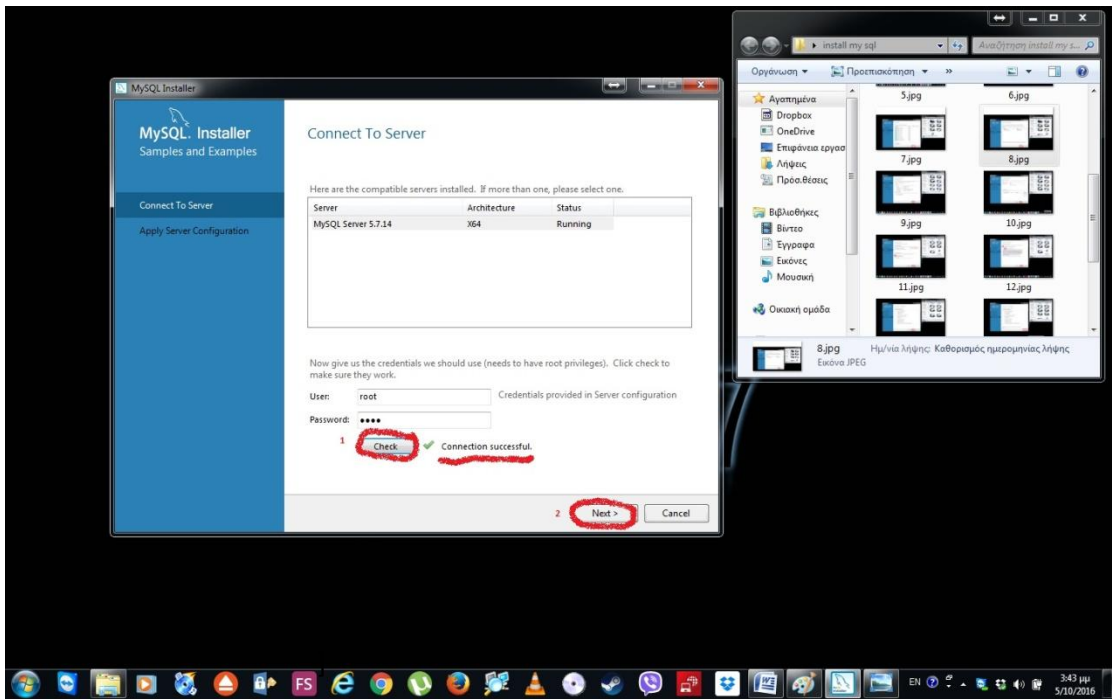 MySQL Installer
MySQL. Installer
Samples and Examples
Connect To Server
Apply Server Configuration
Connect To Server
Here are the compatible servers installed. If more than one, please select one.
Server Architecture Status
MySQL Server 5.7.14 X64 Running
Now give us the credentials we should use (needs to have root privileges). Click check to
make sure they work.
User: root Credentials provided in Server configuration
Password: ••••
1 Check Connection successful.
2 Next > Cancel
install my sql
Αναζήτηση install my s...
Οργάνωση Προεπισκόπηση »
Αγαπημένα
Dropbox
OneDrive
Επιφάνεια εργασ
Λήψεις
Πρόσ.θέσεις
Βιβλιοθήκες
Βίντεο
Έγγραφα
Εικόνες
Μουσική
Οικιακή ομάδα
5.jpg 6.jpg
7.jpg 8.jpg
9.jpg 10.jpg
11.jpg 12.jpg
8.jpg Ημ/νία λήψης: Καθορισμός ημερομηνίας λήψης
Εικόνα JPEG
FS
EN
3:43 μμ
5/10/2016